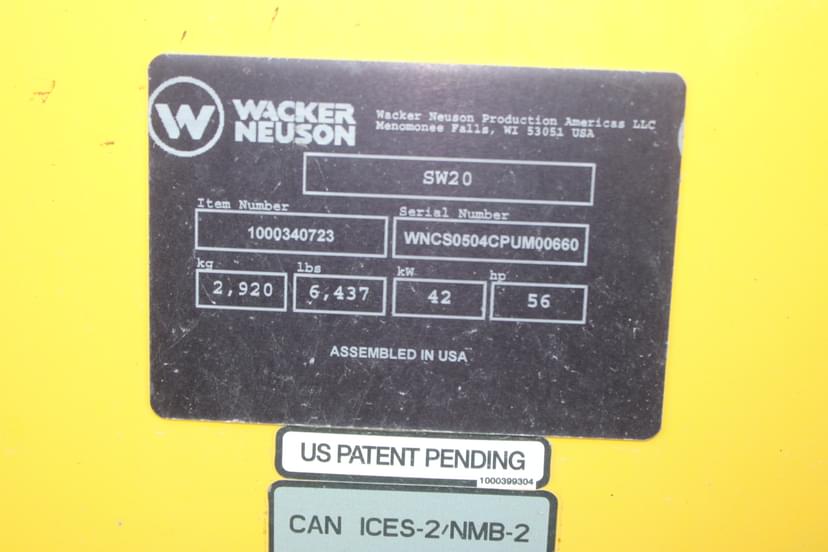 W WACKER NEUSON
Wacker Neuson Production Americas LLC
Menomonee Falls, WI 53051 USA
SW20
Item Number Serial Number
1000340723 WNCS0504CPUM00660
kg lbs kW hp
2,920 6,437 42 56
ASSEMBLED IN USA
US PATENT PENDING
1000399304
CAN ICES-2/NMB-2